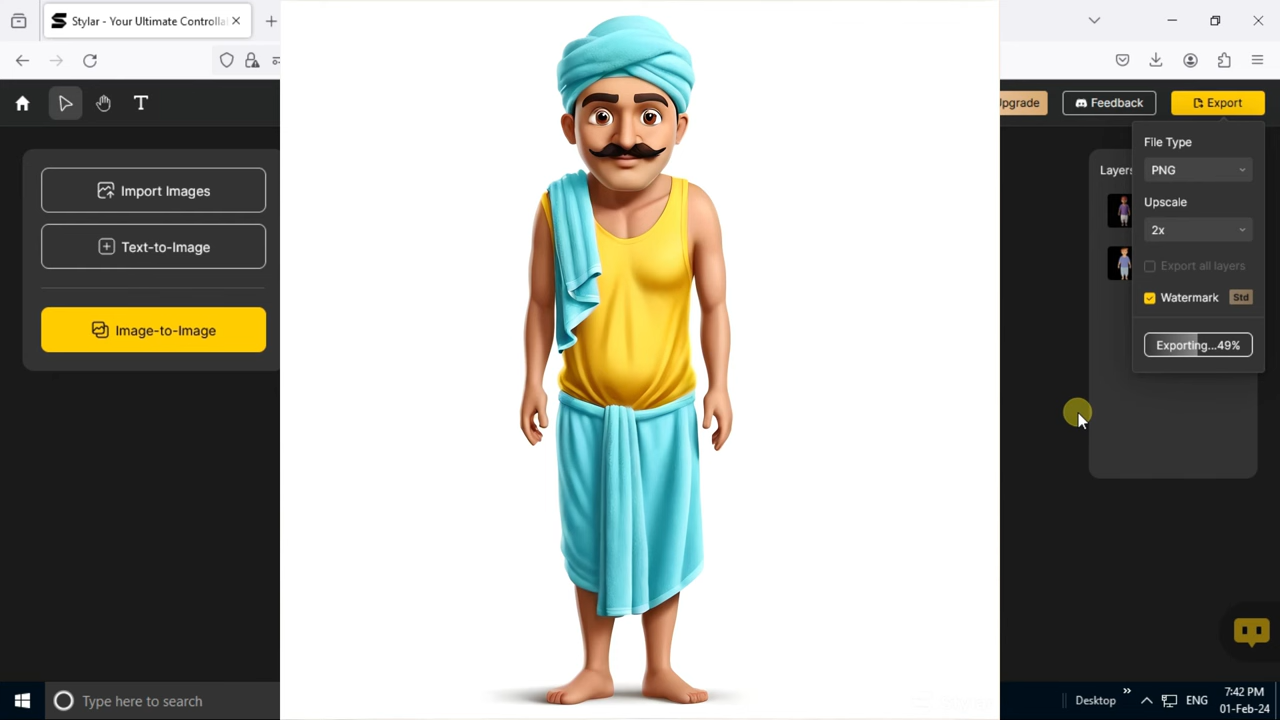 Stylar - Your Ultimate Controlla
T
Upgrade
Feedback
Export
Import Images
Text-to-Image
Image-to-Image
Layers
File Type
PNG
Upscale
2x
Export all layers
Watermark Std
Exporting...49%
Type here to search
Desktop
ENG
7:42 PM
01-Feb-24